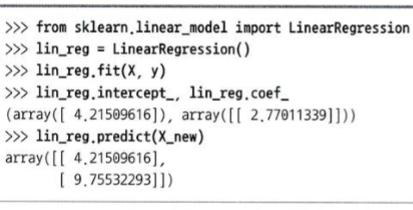 >>> from sklearn.linear_model import LinearRegression
>>> lin_reg = LinearRegression()
>>> lin_reg.fit(X, y)
>>> lin_reg.intercept_, lin_reg.coef_
(array([ 4.21509616]), array([[ 2.77011339]]))
>>> lin_reg.predict(X_new)
array([[ 4.21509616],
       [ 9.75532293]])